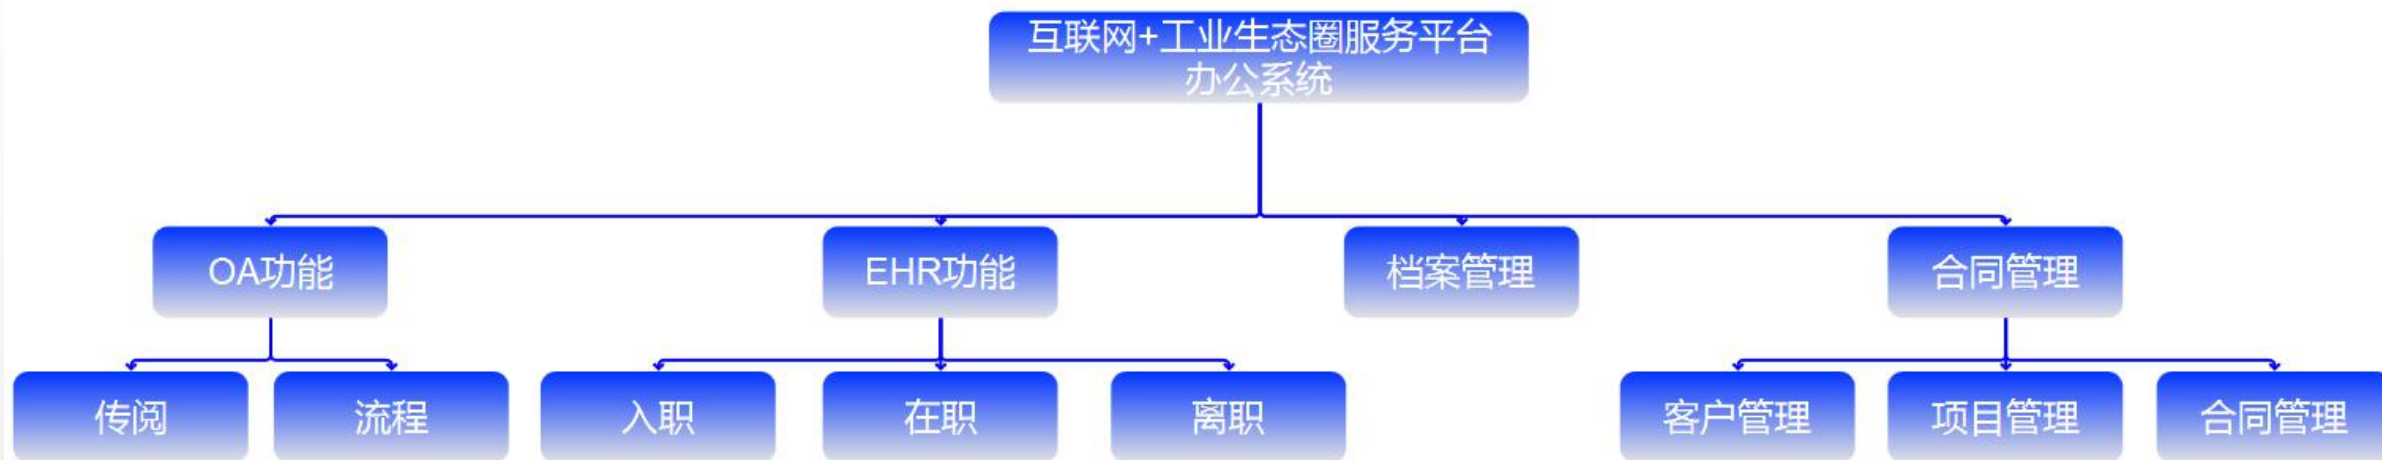 互联网+工业生态圈服务平台
办公系统
OA功能
EHR功能
档案管理
合同管理
传阅
流程
入职
在职
离职
客户管理
项目管理
合同管理